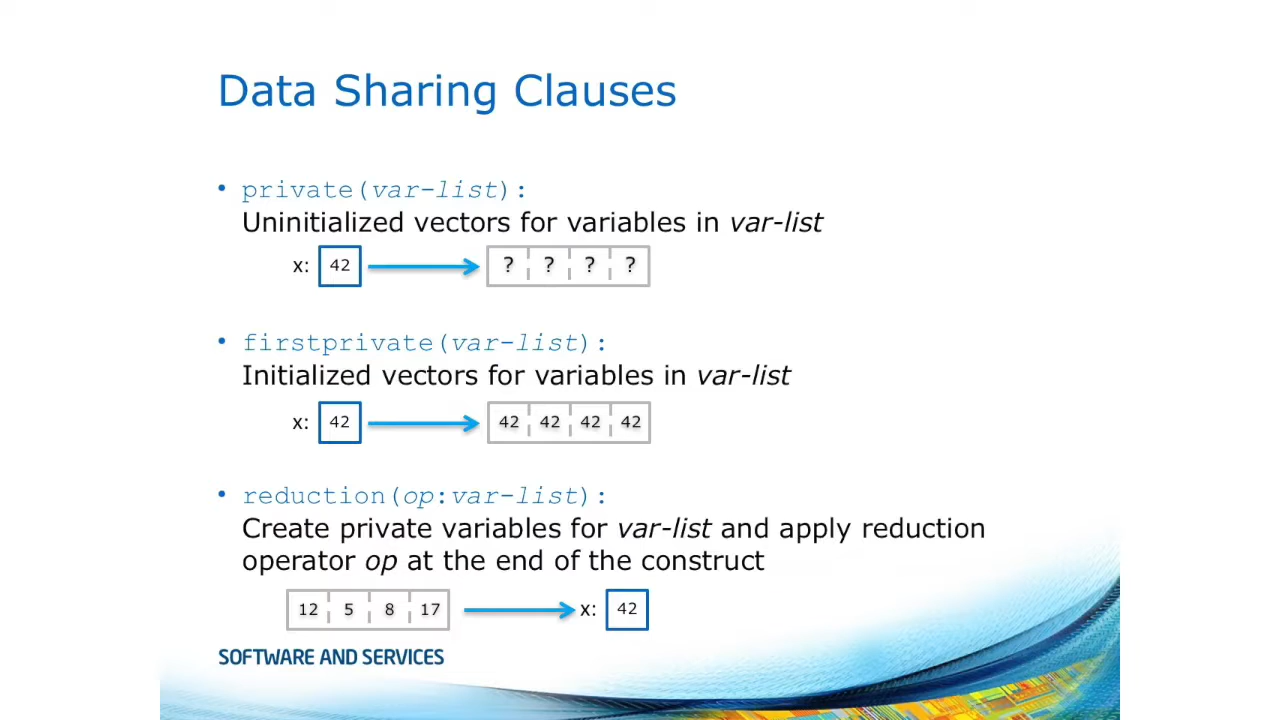 Data Sharing Clauses
• private(var-list):
Uninitialized vectors for variables in var-list
x: 42 ? ? ? ?
• firstprivate(var-list):
Initialized vectors for variables in var-list
x: 42 42 42 42 42
• reduction(op:var-list):
Create private variables for var-list and apply reduction
operator op at the end of the construct
12 5 8 17 x: 42
SOFTWARE AND SERVICES